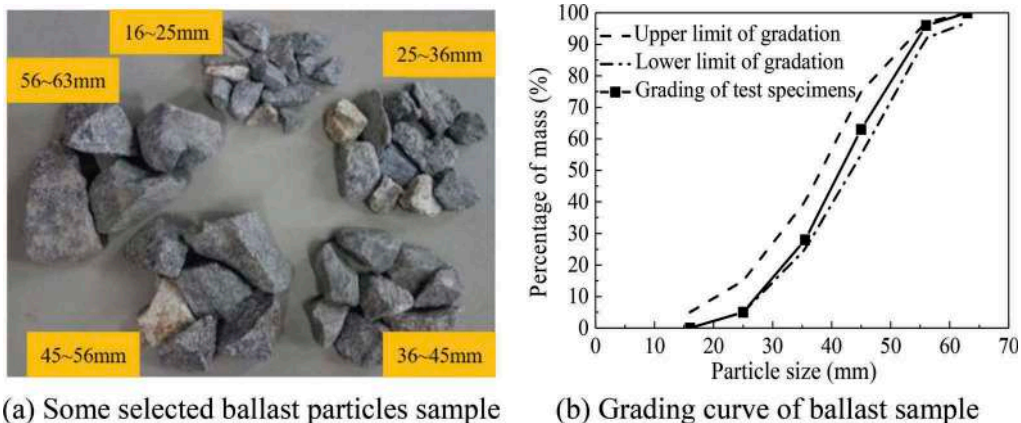 16~25mm
25~36mm
56~63mm
45~56mm
36~45mm
(a) Some selected ballast particles sample
100
90
80
70
60
50
40
30
20
10
0
Percentage of mass (%)
Upper limit of gradation
Lower limit of gradation
Grading of test specimens
0 10 20 30 40 50 60 70
Particle size (mm)
(b) Grading curve of ballast sample